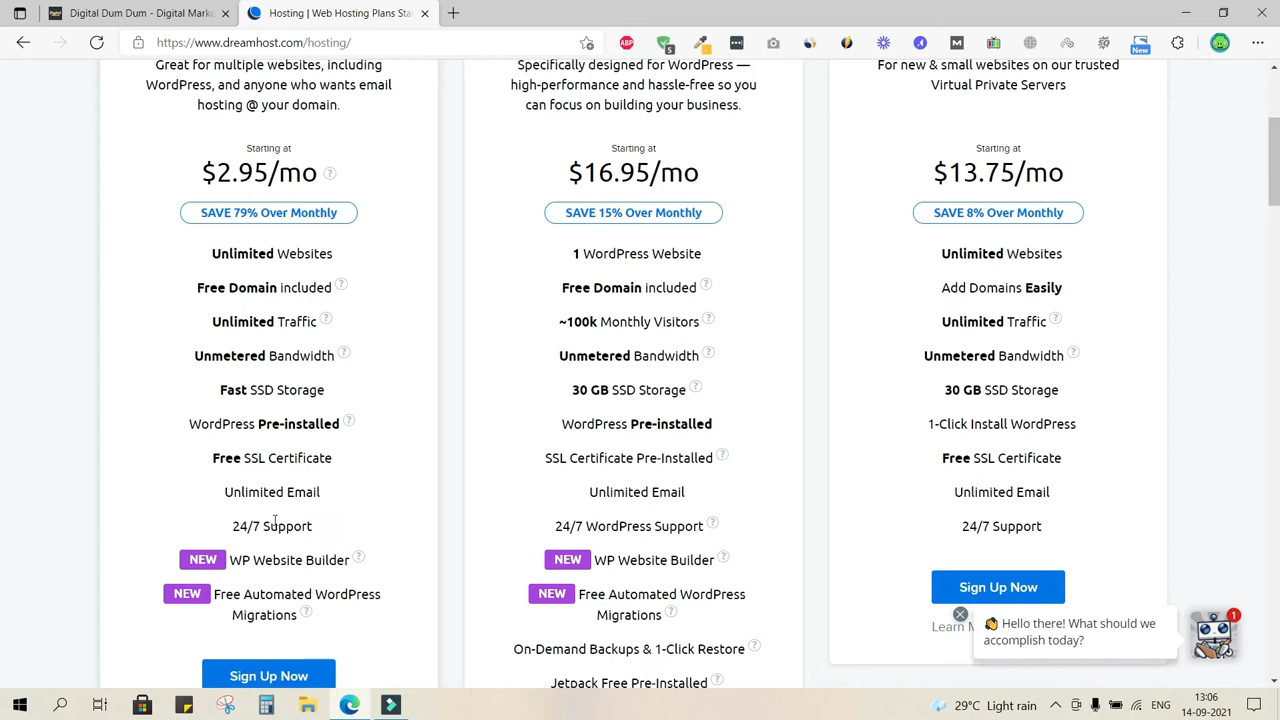 Digital Dum Dum - Digital Marke
Hosting | Web Hosting Plans Sta
https://www.dreamhost.com/hosting/
ABP
5
M
New
Great for multiple websites, including
WordPress, and anyone who wants email
hosting @ your domain.
Starting at
$2.95/mo ?
SAVE 79% Over Monthly
Unlimited Websites
Free Domain included ?
Unlimited Traffic ?
Unmetered Bandwidth ?
Fast SSD Storage
WordPress Pre-installed ?
Free SSL Certificate
Unlimited Email
24/7 Support
NEW WP Website Builder ?
NEW Free Automated WordPress
Migrations ?
Sign Up Now
Specifically designed for WordPress —
high-performance and hassle-free so you
can focus on building your business.
Starting at
$16.95/mo
SAVE 15% Over Monthly
1 WordPress Website
Free Domain included ?
~100k Monthly Visitors ?
Unmetered Bandwidth ?
30 GB SSD Storage ?
WordPress Pre-installed
SSL Certificate Pre-Installed ?
Unlimited Email
24/7 WordPress Support ?
NEW WP Website Builder ?
NEW Free Automated WordPress
Migrations ?
On-Demand Backups & 1-Click Restore ?
Jetpack Free Pre-Installed ?
For new & small websites on our trusted
Virtual Private Servers
Starting at
$13.75/mo
SAVE 8% Over Monthly
Unlimited Websites
Add Domains Easily
Unlimited Traffic ?
Unmetered Bandwidth ?
30 GB SSD Storage
1-Click Install WordPress
Free SSL Certificate
Unlimited Email
24/7 Support
Sign Up Now
Learn M
Hello there! What should we
accomplish today?
1
29°C Light rain
ENG
13:06
14-09-2021